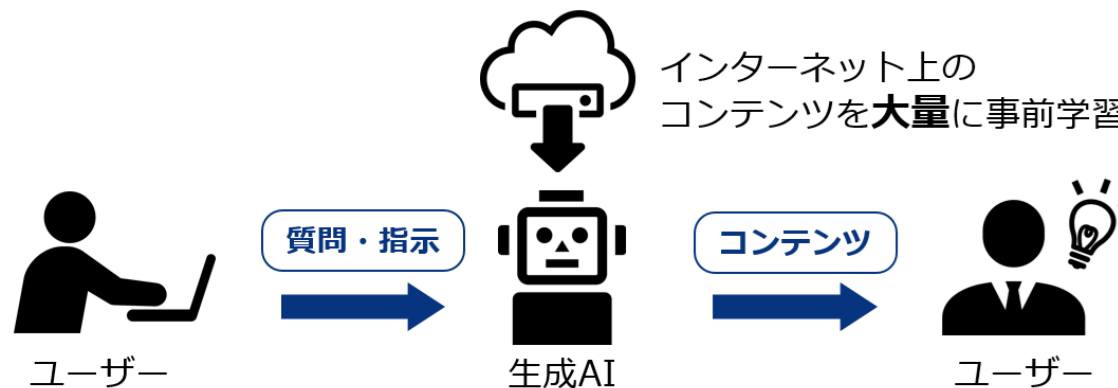 インターネット上の
コンテンツを大量に事前学習
質問・指示
コンテンツ
ユーザー
生成AI
ユーザー